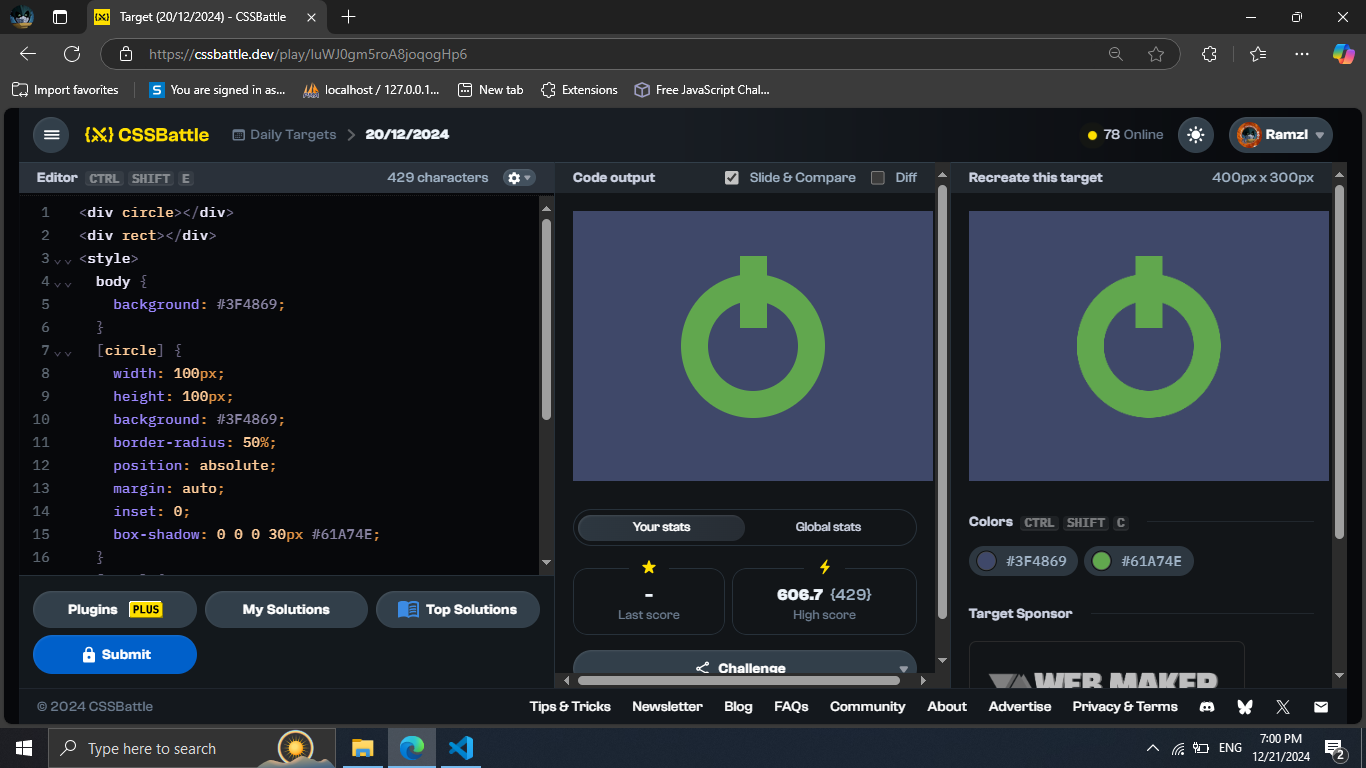 Target (20/12/2024) - CSSBattle
https://cssbattle.dev/play/luWJ0gm5roA8joqogHp6
Import favorites
S You are signed in as...
localhost / 127.0.0.1...
New tab
Extensions
Free JavaScript Chal...
{X} CSSBattle
Daily Targets
20/12/2024
78 Online
Ramzl
Editor CTRL SHIFT E
429 characters
Code output
Slide & Compare
Diff
Recreate this target
400px x 300px
1 <div circle></div>
2 <div rect></div>
3 <style>
4 body {
5 background: #3F4869;
6 }
7 [circle] {
8 width: 100px;
9 height: 100px;
10 background: #3F4869;
11 border-radius: 50%;
12 position: absolute;
13 margin: auto;
14 inset: 0;
15 box-shadow: 0 0 0 30px #61A74E;
16 }
Plugins PLUS
My Solutions
Top Solutions
Submit
Your stats
Global stats
-
Last score
606.7 {429}
High score
Challenge
Colors CTRL SHIFT C
#3F4869
#61A74E
Target Sponsor
WEB MAKER
© 2024 CSSBattle
Tips & Tricks
Newsletter
Blog
FAQs
Community
About
Advertise
Privacy & Terms
Type here to search
ENG
7:00 PM
12/21/2024
2